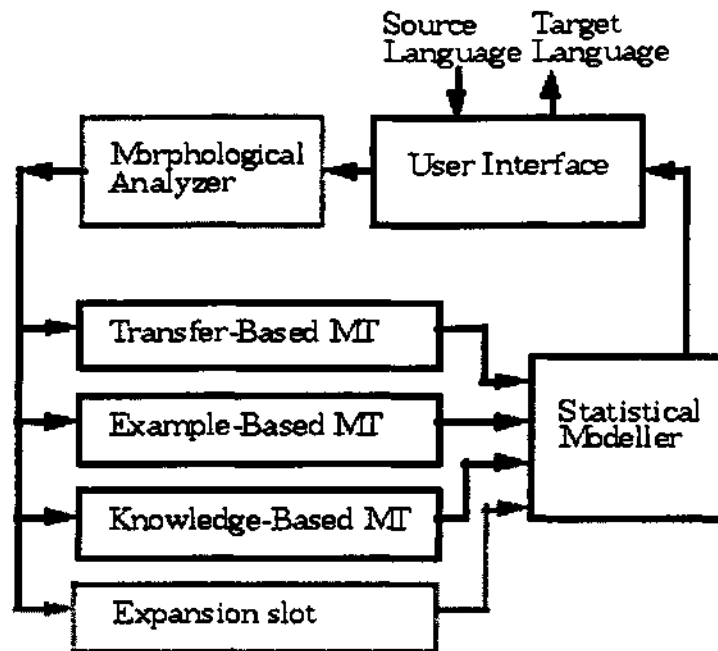 Source Language
Target Language
Morphological
Analyzer
User Interface
Transfer-Based MT
Example-Based MT
Statistical
Modeller
Knowledge-Based MT
Expansion slot